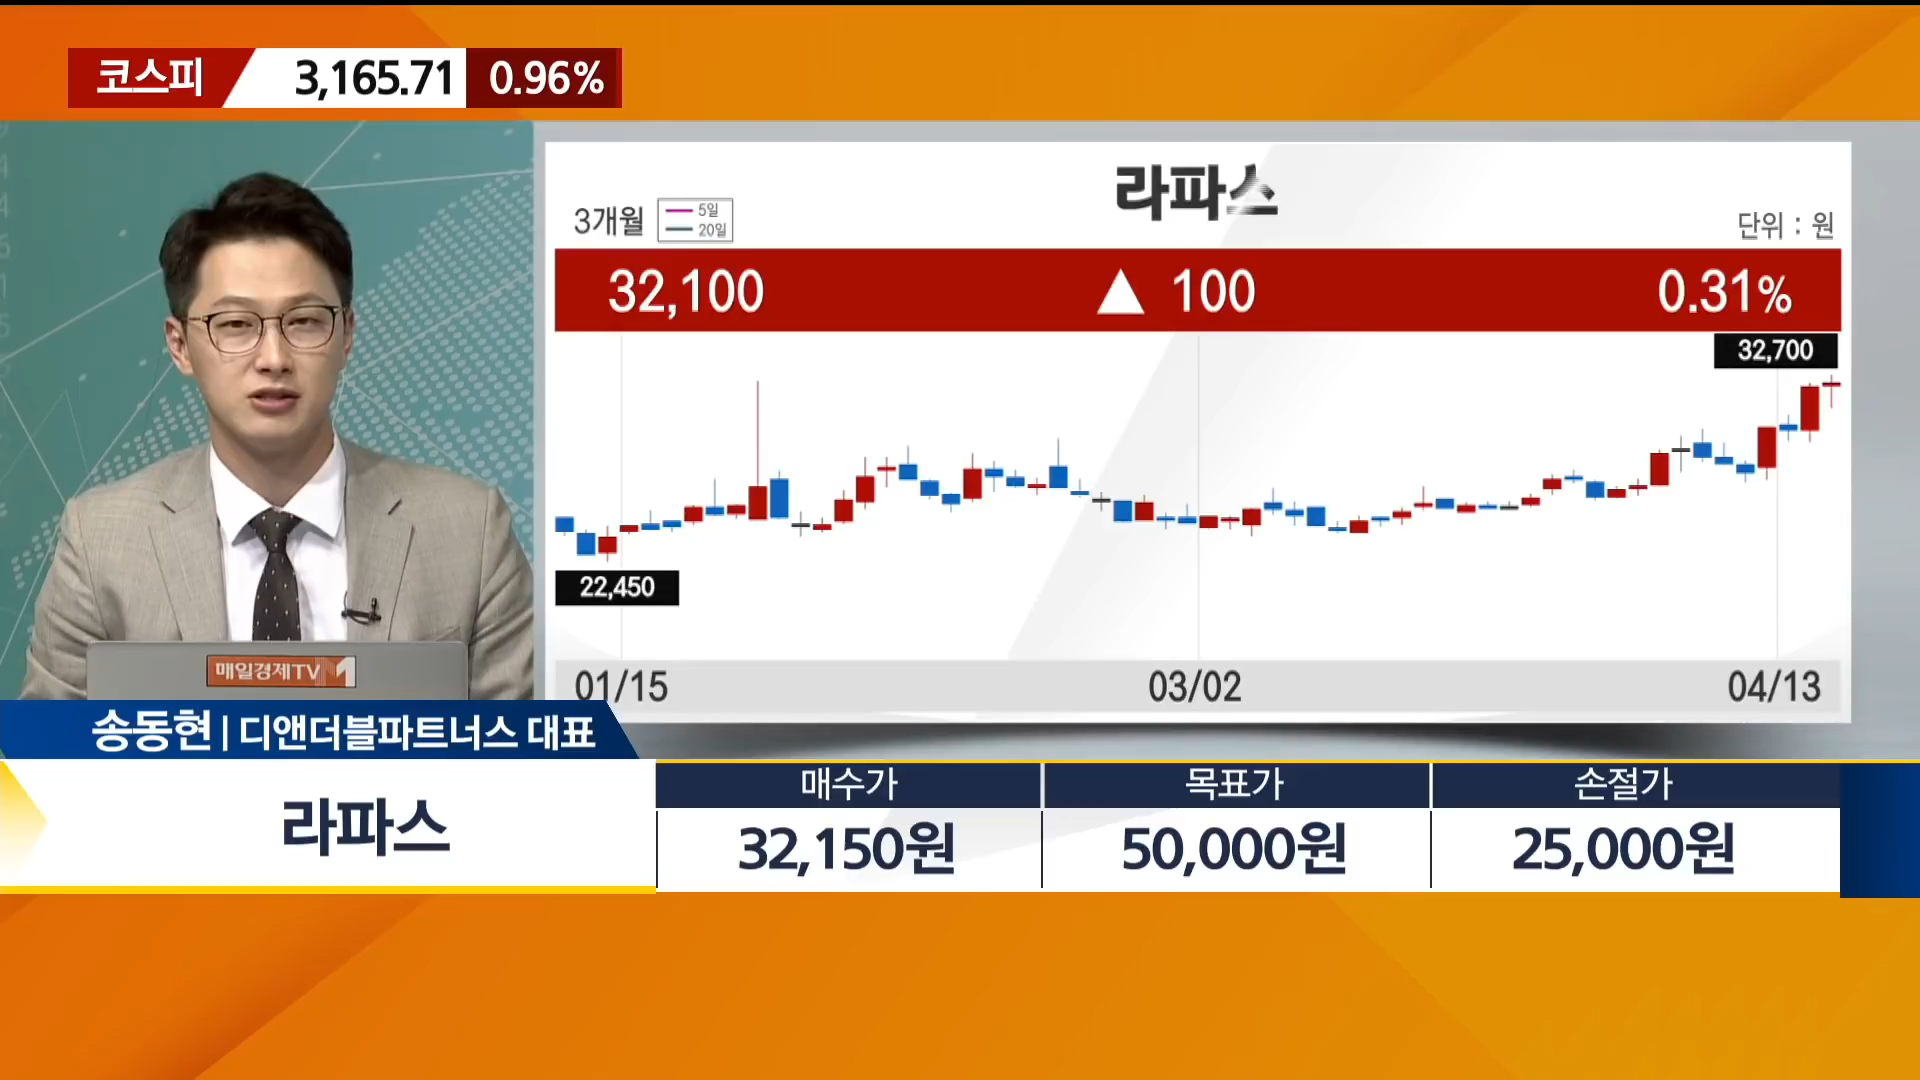 코스피 3,165.71 0.96%
라파스
3개월 5일
20일
단위 : 원
32,100 ▲ 100 0.31%
32,700
22,450
01/15 03/02 04/13
매일경제TV M
송동현 | 디앤더블파트너스 대표
라파스
매수가 목표가 손절가
32,150원 50,000원 25,000원